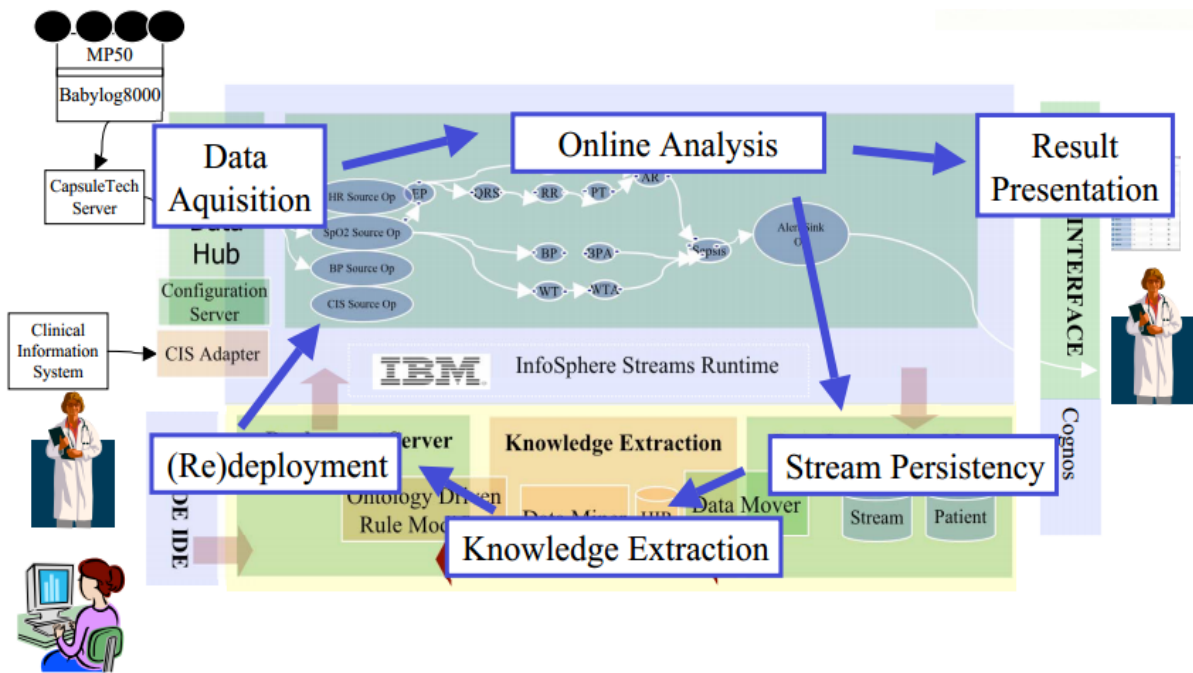 MP50
Babylog8000
CapsuleTech
Server
Data
Aquisition
Online Analysis
Result
Presentation
HR Source Op
EP
QRS
RR
PT
AR
SpO2 Source Op
Hub
BP Source Op
BP
BPA
Sepsis
CIS Source Op
WT
WTA
INTERFACE
Configuration
Server
Clinical
Information
System
CIS Adapter
IBM
InfoSphere Streams Runtime
Cognos
Server
Knowledge Extraction
(Re)deployment
Stream Persistency
Ontology Driven
Rule
Data Mover
Stream
Patient
Knowledge Extraction
IDE